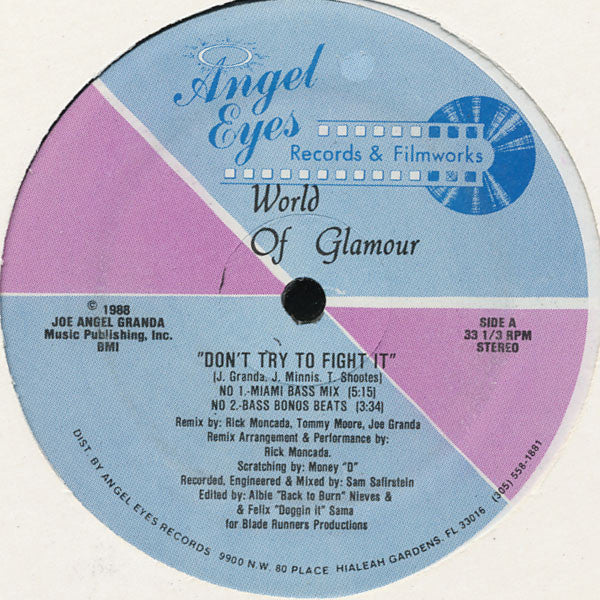 Angel
Eyes
Records & Filmworks
World
Of Glamour
© 1988
JOE ANGEL GRANDA
Music Publishing, Inc.
BMI
SIDE A
33 1/3 RPM
STEREO
"DON'T TRY TO FIGHT IT"
(J. Granda, J. Minnis, T. Shootes)
NO 1.-MIAMI BASS MIX (5:15)
NO 2.-BASS BONOS BEATS (3:34)
Remix by: Rick Moncada, Tommy Moore, Joe Granda
Remix Arrangement & Performance by:
Rick Moncada.
Scratching by: Money "D"
Recorded, Engineered & Mixed by: Sam Safirstein
Edited by: Albie "Back to Burn" Nieves &
& Felix "Doggin it" Sama
for Blade Runners Productions
DIST. BY ANGEL EYES RECORDS 9900 N.W. 80 PLACE HIALEAH GARDENS, FL 33016 (305) 558-1881